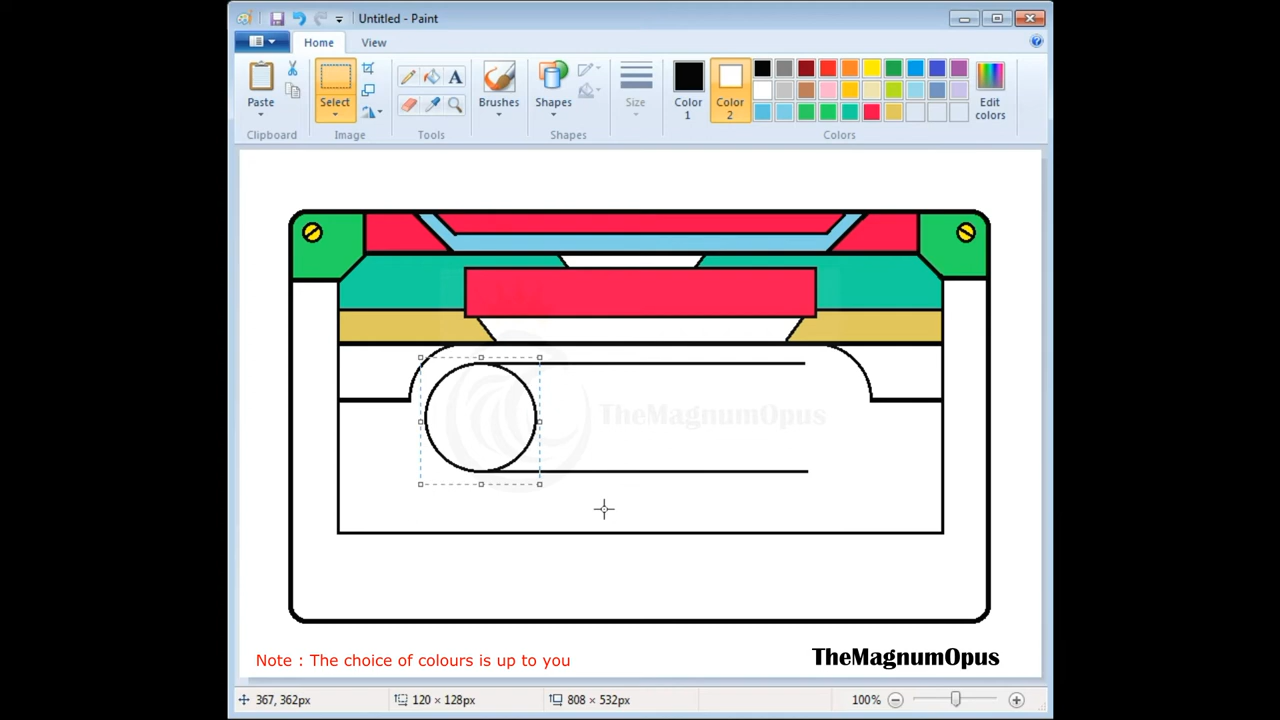 Untitled - Paint
Home View
Paste Select Brushes Shapes Size Color 1 Color 2 Edit colors
Clipboard Image Tools Shapes Colors
TheMagnumOpus
Note : The choice of colours is up to you
TheMagnumOpus
367, 362px 120 × 128px 808 × 532px 100%